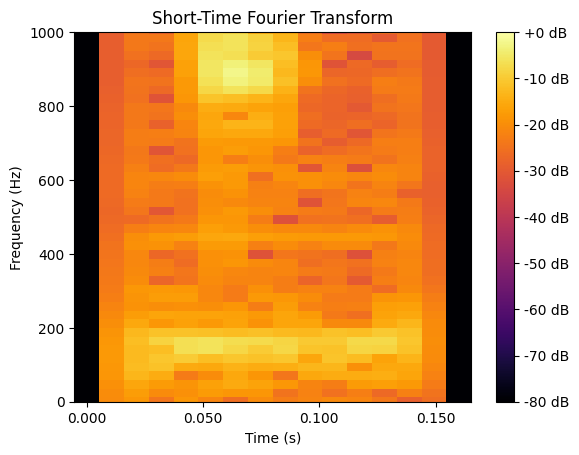 Short-Time Fourier Transform
1000
800
600
400
200
0
Frequency (Hz)
0.000
0.050
0.100
0.150
Time (s)
+0 dB
-10 dB
-20 dB
-30 dB
-40 dB
-50 dB
-60 dB
-70 dB
-80 dB